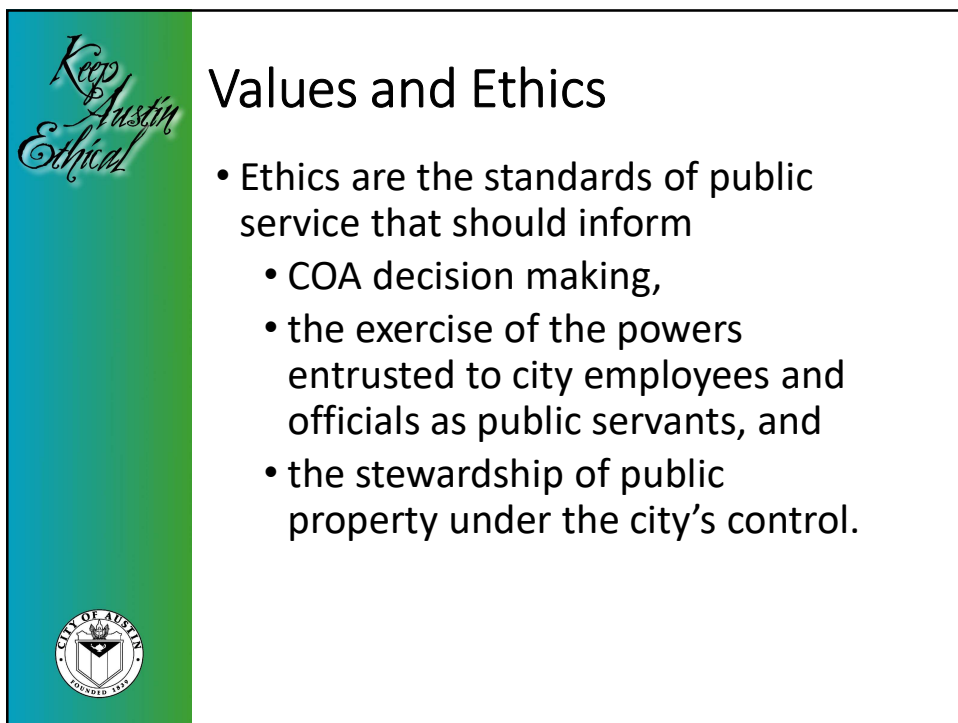 Keep
Austin
Ethical
Values and Ethics
• Ethics are the standards of public
service that should inform
• COA decision making,
• the exercise of the powers
entrusted to city employees and
officials as public servants, and
• the stewardship of public
property under the city’s control.
CITY OF AUSTIN
FOUNDED 1839